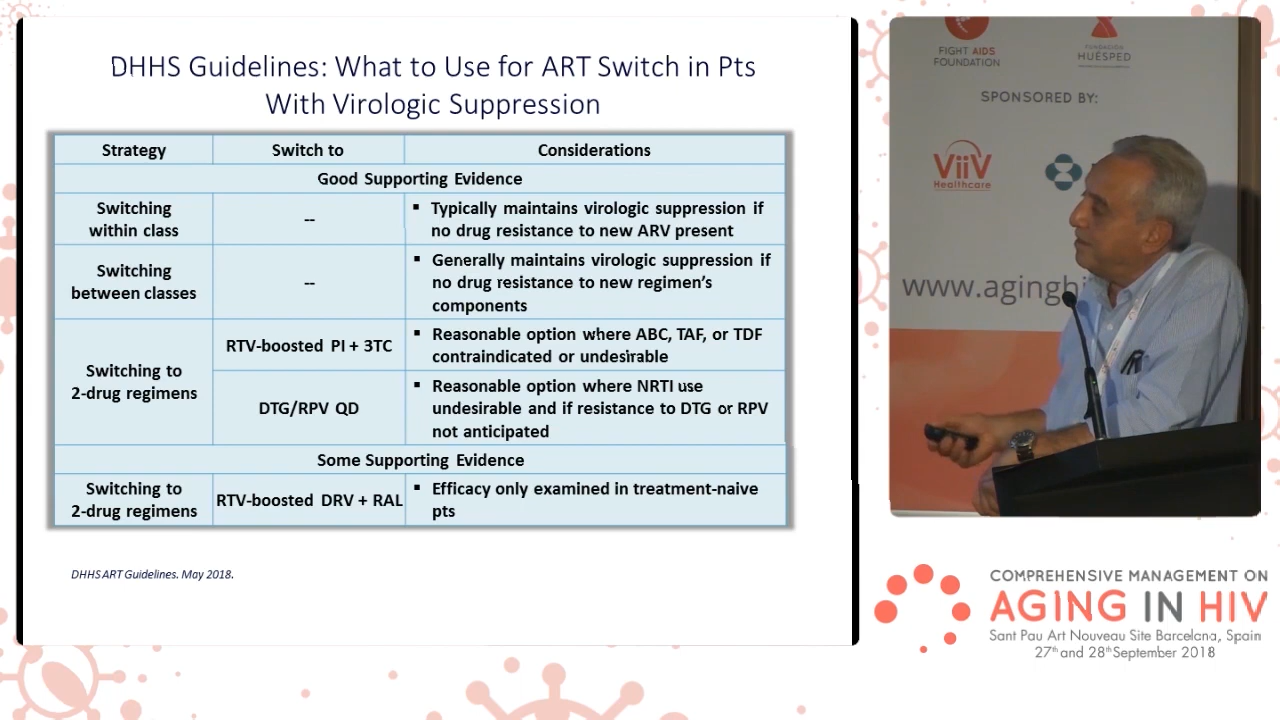 DHHS Guidelines: What to Use for ART Switch in Pts
With Virologic Suppression
Strategy
Switch to
Considerations
Good Supporting Evidence
Switching
within class
--
▪ Typically maintains virologic suppression if
no drug resistance to new ARV present
Switching
between classes
--
▪ Generally maintains virologic suppression if
no drug resistance to new regimen's
components
Switching to
2-drug regimens
RTV-boosted PI + 3TC
▪ Reasonable option where ABC, TAF, or TDF
contraindicated or undesirable
DTG/RPV QD
▪ Reasonable option where NRTI use
undesirable and if resistance to DTG or RPV
not anticipated
Some Supporting Evidence
Switching to
2-drug regimens
RTV-boosted DRV + RAL
▪ Efficacy only examined in treatment-naive
pts
DHHS ART Guidelines. May 2018.
FIGHT AIDS
FOUNDATION
FUNDACIÓN
HUÉSPED
SPONSORED BY:
ViiV
Healthcare
www.aginghi
COMPREHENSIVE MANAGEMENT ON
AGING IN HIV
Sant Pau Art Nouveau Site Barcelona, Spain
27th and 28th September 2018